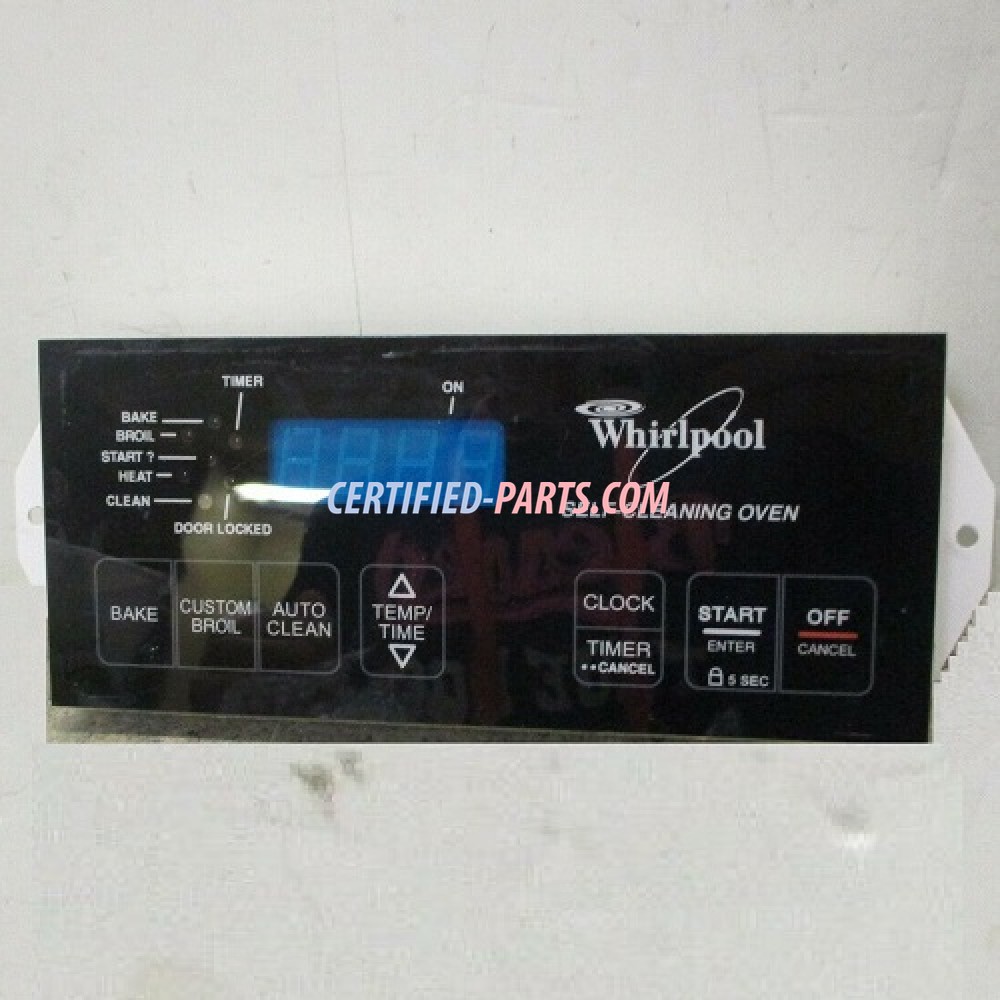 TIMER
ON
BAKE
BROIL
START ?
HEAT
CLEAN
DOOR LOCKED
Whirlpool
CERTIFIED-PARTS.COM
SELF-CLEANING OVEN
BAKE
CUSTOM
BROIL
AUTO
CLEAN
TEMP/
TIME
CLOCK
TIMER
••CANCEL
START
ENTER
5 SEC
OFF
CANCEL